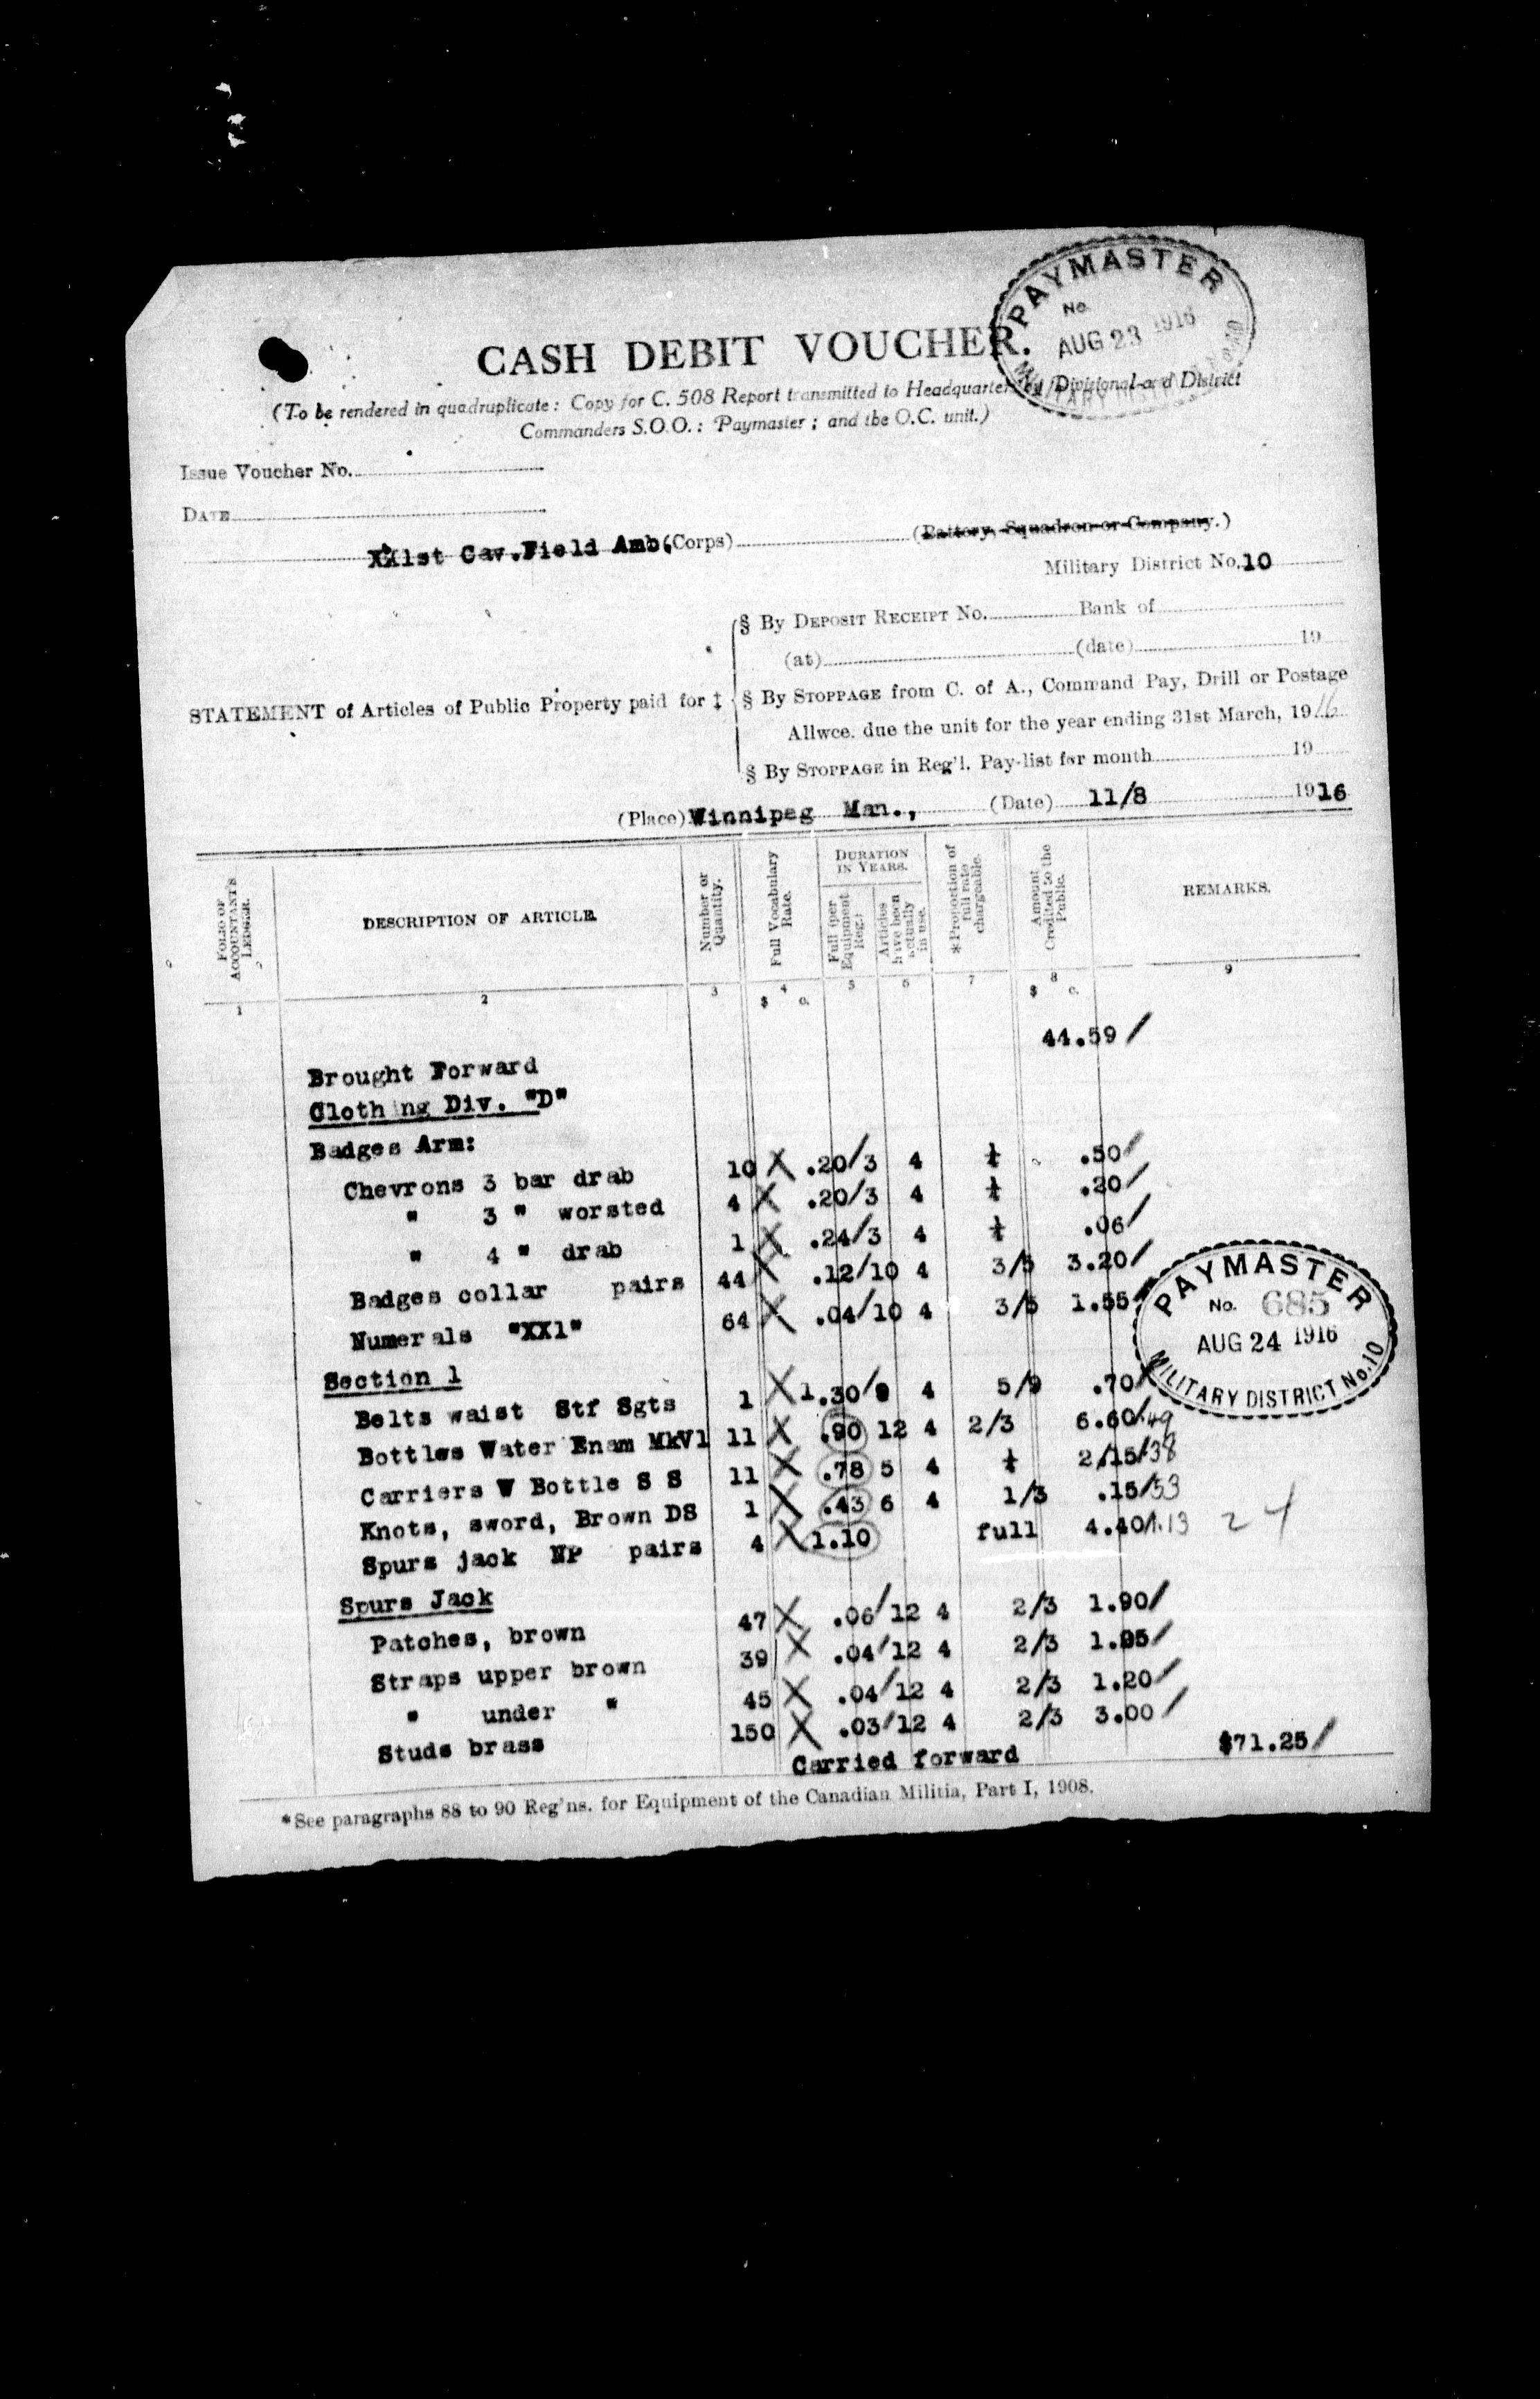 PAYMASTER
No.
AUG 23 1916
MILITARY DISTRICT No. 10
CASH DEBIT VOUCHER.
(To be rendered in quadruplicate: Copy for C. 508 Report transmitted to Headquarters by Divisional and District
Commanders S.O.O.: Paymaster; and the O.C. unit.)
Issue Voucher No.
DATE
XX1st Cav.Field Amb. (Corps) (Battery, Squadron or Company.)
Military District No. 10
§ By DEPOSIT RECEIPT No. Bank of
(at) (date) 19
STATEMENT of Articles of Public Property paid for ‡ § By STOPPAGE from C. of A., Command Pay, Drill or Postage
Allwce. due the unit for the year ending 31st March, 1916
§ By STOPPAGE in Reg'l. Pay-list for month 19
(Place) Winnipeg Man., (Date) 11/8 1916
FOLIO OF ACCOUNTANT'S LEDGER. DESCRIPTION OF ARTICLE. Number or Quantity. Full Vocabulary Rate. DURATION IN YEARS. Full (per Equipment Reg.) Articles have been actually in use. *Proportion of full rate chargeable. Amount Credited to the Public. REMARKS.
1 2 3 4 5 6 7 8 9
$ c. $ c.
Brought Forward 44.59 /
Clothing Div. "D"
Badges Arm:
Chevrons 3 bar drab 10 X .20/ 3 4 ¼ .50/
" 3 " worsted 4 X .20/ 3 4 ¼ .20/
" 4 " drab 1 X .24/ 3 4 ¼ .06/
Badges collar pairs 44 X .12/ 10 4 3/5 3.20/
Numerals "XX1" 64 X .04/ 10 4 3/5 1.55/
PAYMASTER
No. 685
AUG 24 1916
MILITARY DISTRICT No. 10
Section 1
Belts waist Stf Sgts 1 X 1.30/ 9 4 5/9 .70/
Bottles Water Enam MkV1 11 X .90 12 4 2/3 6.60/.49
Carriers W Bottle S S 11 X .78 5 4 ¼ 2.15/.38
Knots, sword, Brown DS 1 X .43 6 4 1/3 .15/53
Spurs jack NP pairs 4 X 1.10 full 4.40/1.13 24
Spurs Jack
Patches, brown 47 X .06/ 12 4 2/3 1.90/
Straps upper brown 39 X .04/ 12 4 2/3 1.05/
" under " 45 X .04/ 12 4 2/3 1.20/
Studs brass 150 X .03/ 12 4 2/3 3.00/
Carried forward $71.25/
*See paragraphs 88 to 90 Reg'ns. for Equipment of the Canadian Militia, Part I, 1908.